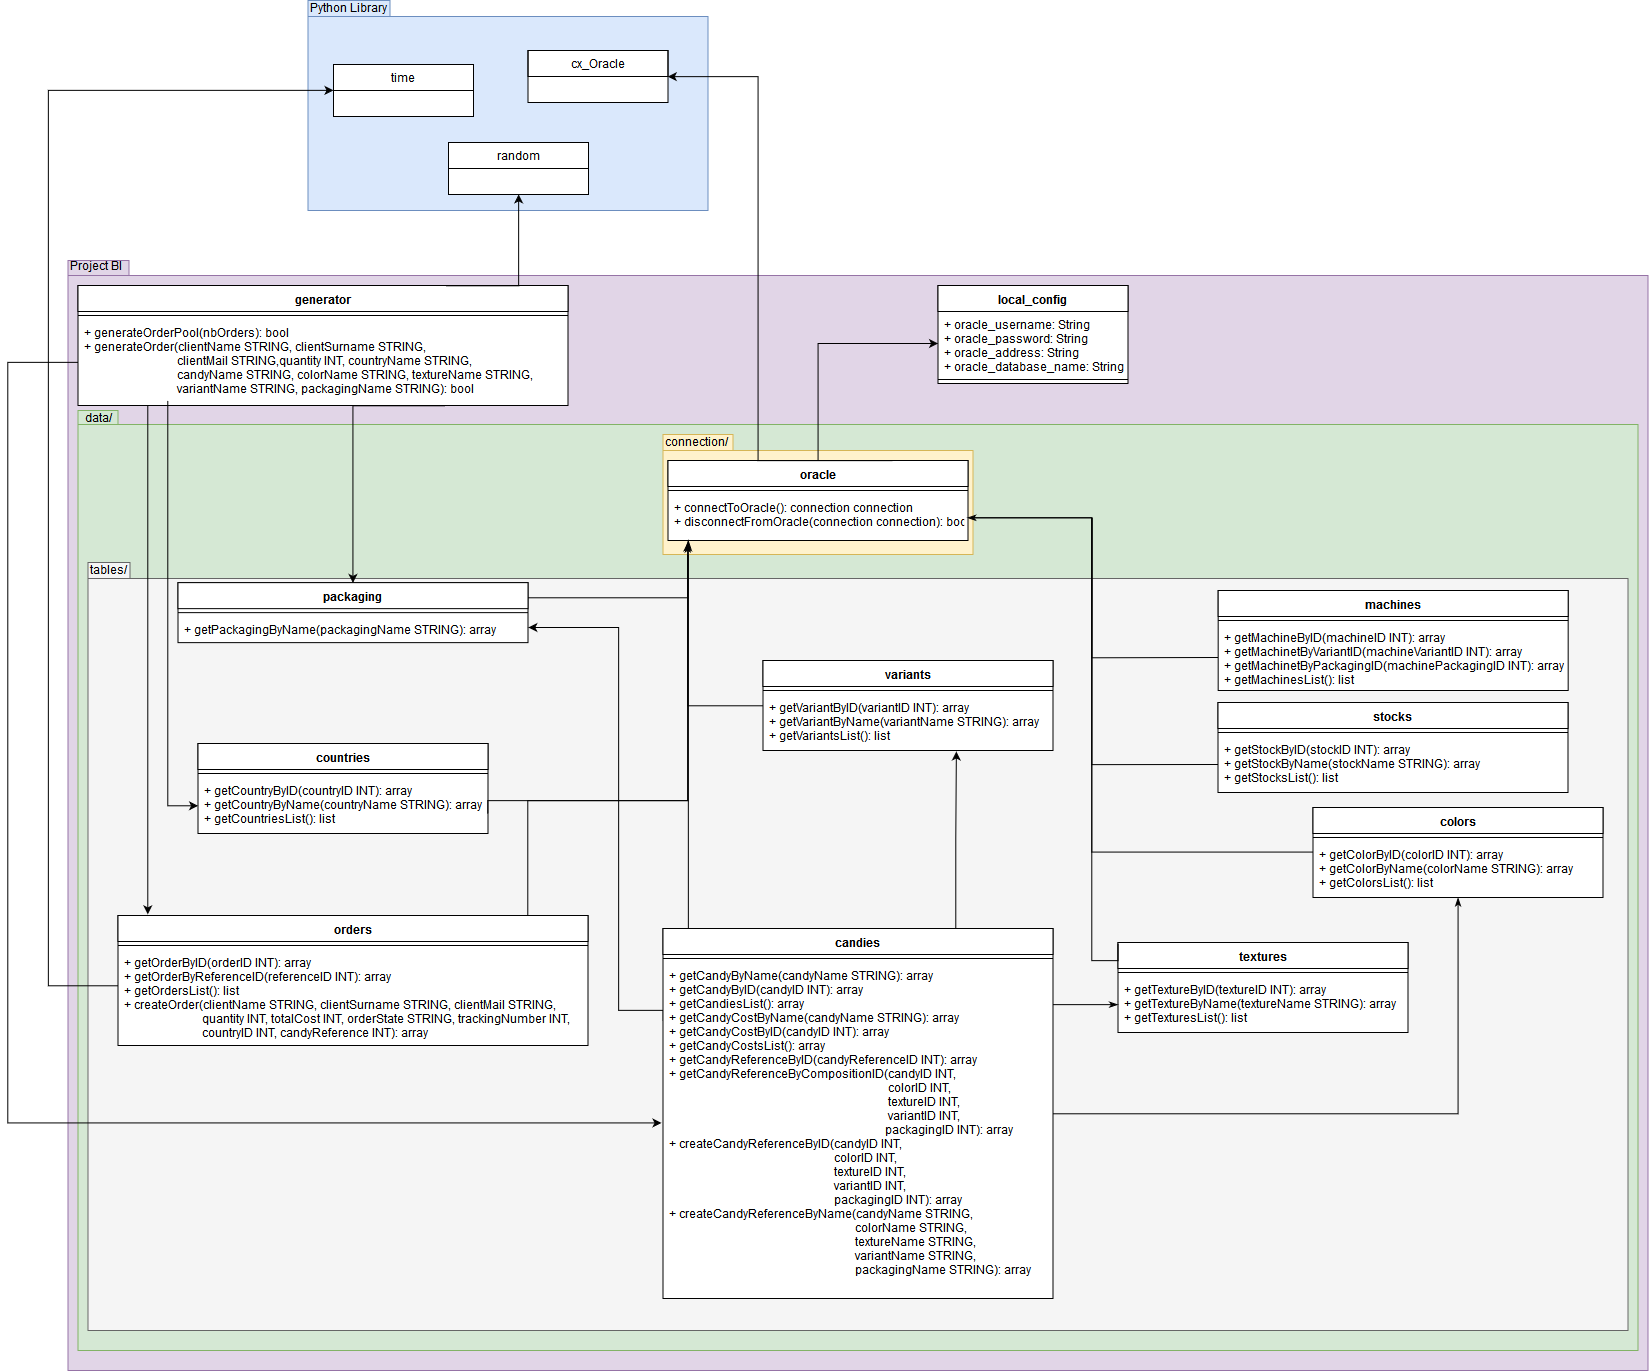 Python Library
time
cx_Oracle
random
Project BI
generator
+ generateOrderPool(nbOrders): bool
+ generateOrder(clientName STRING, clientSurname STRING,
clientMail STRING,quantity INT, countryName STRING,
candyName STRING, colorName STRING, textureName STRING,
variantName STRING, packagingName STRING): bool
local_config
+ oracle_username: String
+ oracle_password: String
+ oracle_address: String
+ oracle_database_name: String
data/
connection/
oracle
+ connectToOracle(): connection connection
+ disconnectFromOracle(connection connection): boo
tables/
packaging
+ getPackagingByName(packagingName STRING): array
machines
+ getMachineByID(machineID INT): array
+ getMachinetByVariantID(machineVariantID INT): array
+ getMachinetByPackagingID(machinePackagingID INT): array
+ getMachinesList(): list
variants
+ getVariantByID(variantID INT): array
+ getVariantByName(variantName STRING): array
+ getVariantsList(): list
stocks
+ getStockByID(stockID INT): array
+ getStockByName(stockName STRING): array
+ getStocksList(): list
countries
+ getCountryByID(countryID INT): array
+ getCountryByName(countryName STRING): array
+ getCountriesList(): list
colors
+ getColorByID(colorID INT): array
+ getColorByName(colorName STRING): array
+ getColorsList(): list
orders
+ getOrderByID(orderID INT): array
+ getOrderByReferenceID(referenceID INT): array
+ getOrdersList(): list
+ createOrder(clientName STRING, clientSurname STRING, clientMail STRING,
quantity INT, totalCost INT, orderState STRING, trackingNumber INT,
countryID INT, candyReference INT): array
candies
+ getCandyByName(candyName STRING): array
+ getCandyByID(candyID INT): array
+ getCandiesList(): array
+ getCandyCostByName(candyName STRING): array
+ getCandyCostByID(candyID INT): array
+ getCandyCostsList(): array
+ getCandyReferenceByID(candyReferenceID INT): array
+ getCandyReferenceByCompositionID(candyID INT,
colorID INT,
textureID INT,
variantID INT,
packagingID INT): array
+ createCandyReferenceByID(candyID INT,
colorID INT,
textureID INT,
variantID INT,
packagingID INT): array
+ createCandyReferenceByName(candyName STRING,
colorName STRING,
textureName STRING,
variantName STRING,
packagingName STRING): array
textures
+ getTextureByID(textureID INT): array
+ getTextureByName(textureName STRING): array
+ getTexturesList(): list